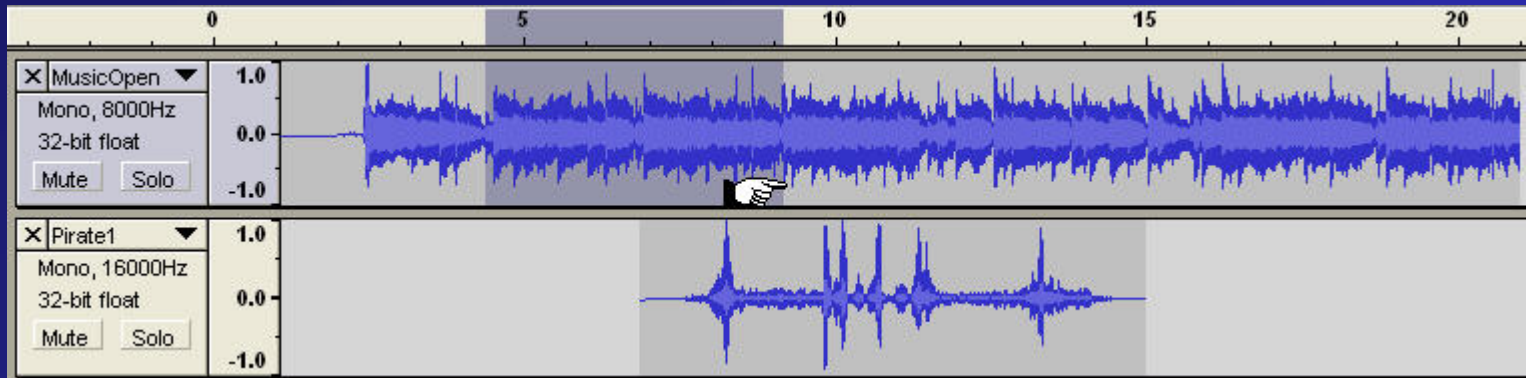 0 5 10 15 20
X MusicOpen
Mono, 8000Hz
32-bit float
Mute Solo
1.0
0.0
-1.0
X Pirate1
Mono, 16000Hz
32-bit float
Mute Solo
1.0
0.0
-1.0